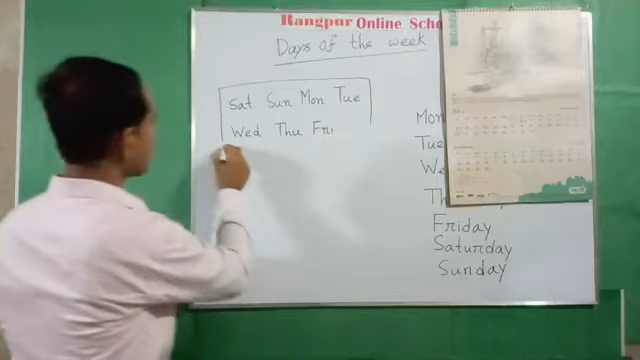 Rangpur Online Scho
Days of the week
Sat Sun Mon Tue
Wed Thu Fri
Mon
Tue
We
Th
Friday
Saturday
Sunday